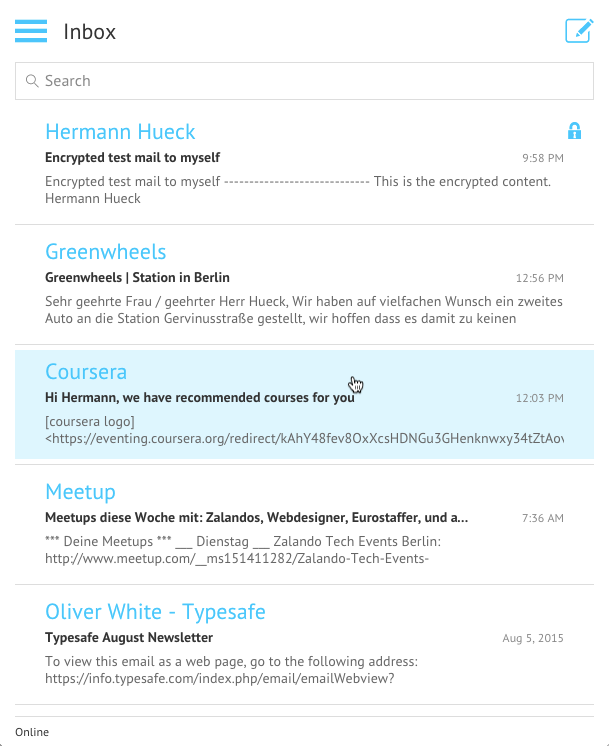 Inbox
Search
Hermann Hueck
Encrypted test mail to myself 9:58 PM
Encrypted test mail to myself ---------------------------- This is the encrypted content.
Hermann Hueck
Greenwheels
Greenwheels | Station in Berlin 12:56 PM
Sehr geehrte Frau / geehrter Herr Hueck, Wir haben auf vielfachen Wunsch ein zweites
Auto an die Station Gervinusstraße gestellt, wir hoffen dass es damit zu keinen
Coursera
Hi Hermann, we have recommended courses for you 12:03 PM
[coursera logo]
<https://eventing.coursera.org/redirect/kAhY48fev8OxXcsHDNGu3GHenknwxy34tZtAov
Meetup
Meetups diese Woche mit: Zalandos, Webdesigner, Eurostaffer, und a... 7:36 AM
*** Deine Meetups *** ___ Dienstag ___ Zalando Tech Events Berlin:
http://www.meetup.com/__ms151411282/Zalando-Tech-Events-
Oliver White - Typesafe
Typesafe August Newsletter Aug 5, 2015
To view this email as a web page, go to the following address:
https://info.typesafe.com/index.php/email/emailWebview?
Online